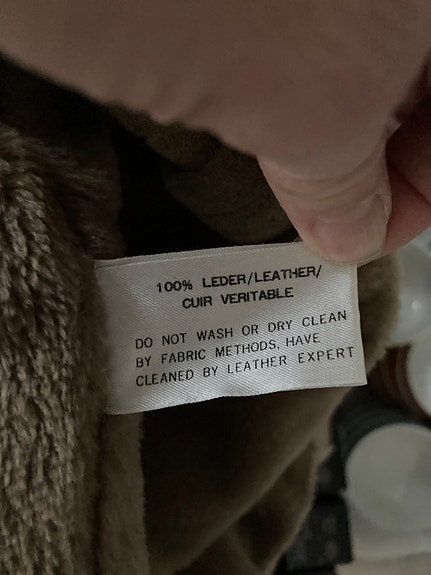 100% LEDER/LEATHER/
CUIR VERITABLE
DO NOT WASH OR DRY CLEAN
BY FABRIC METHODS, HAVE
CLEANED BY LEATHER EXPERT